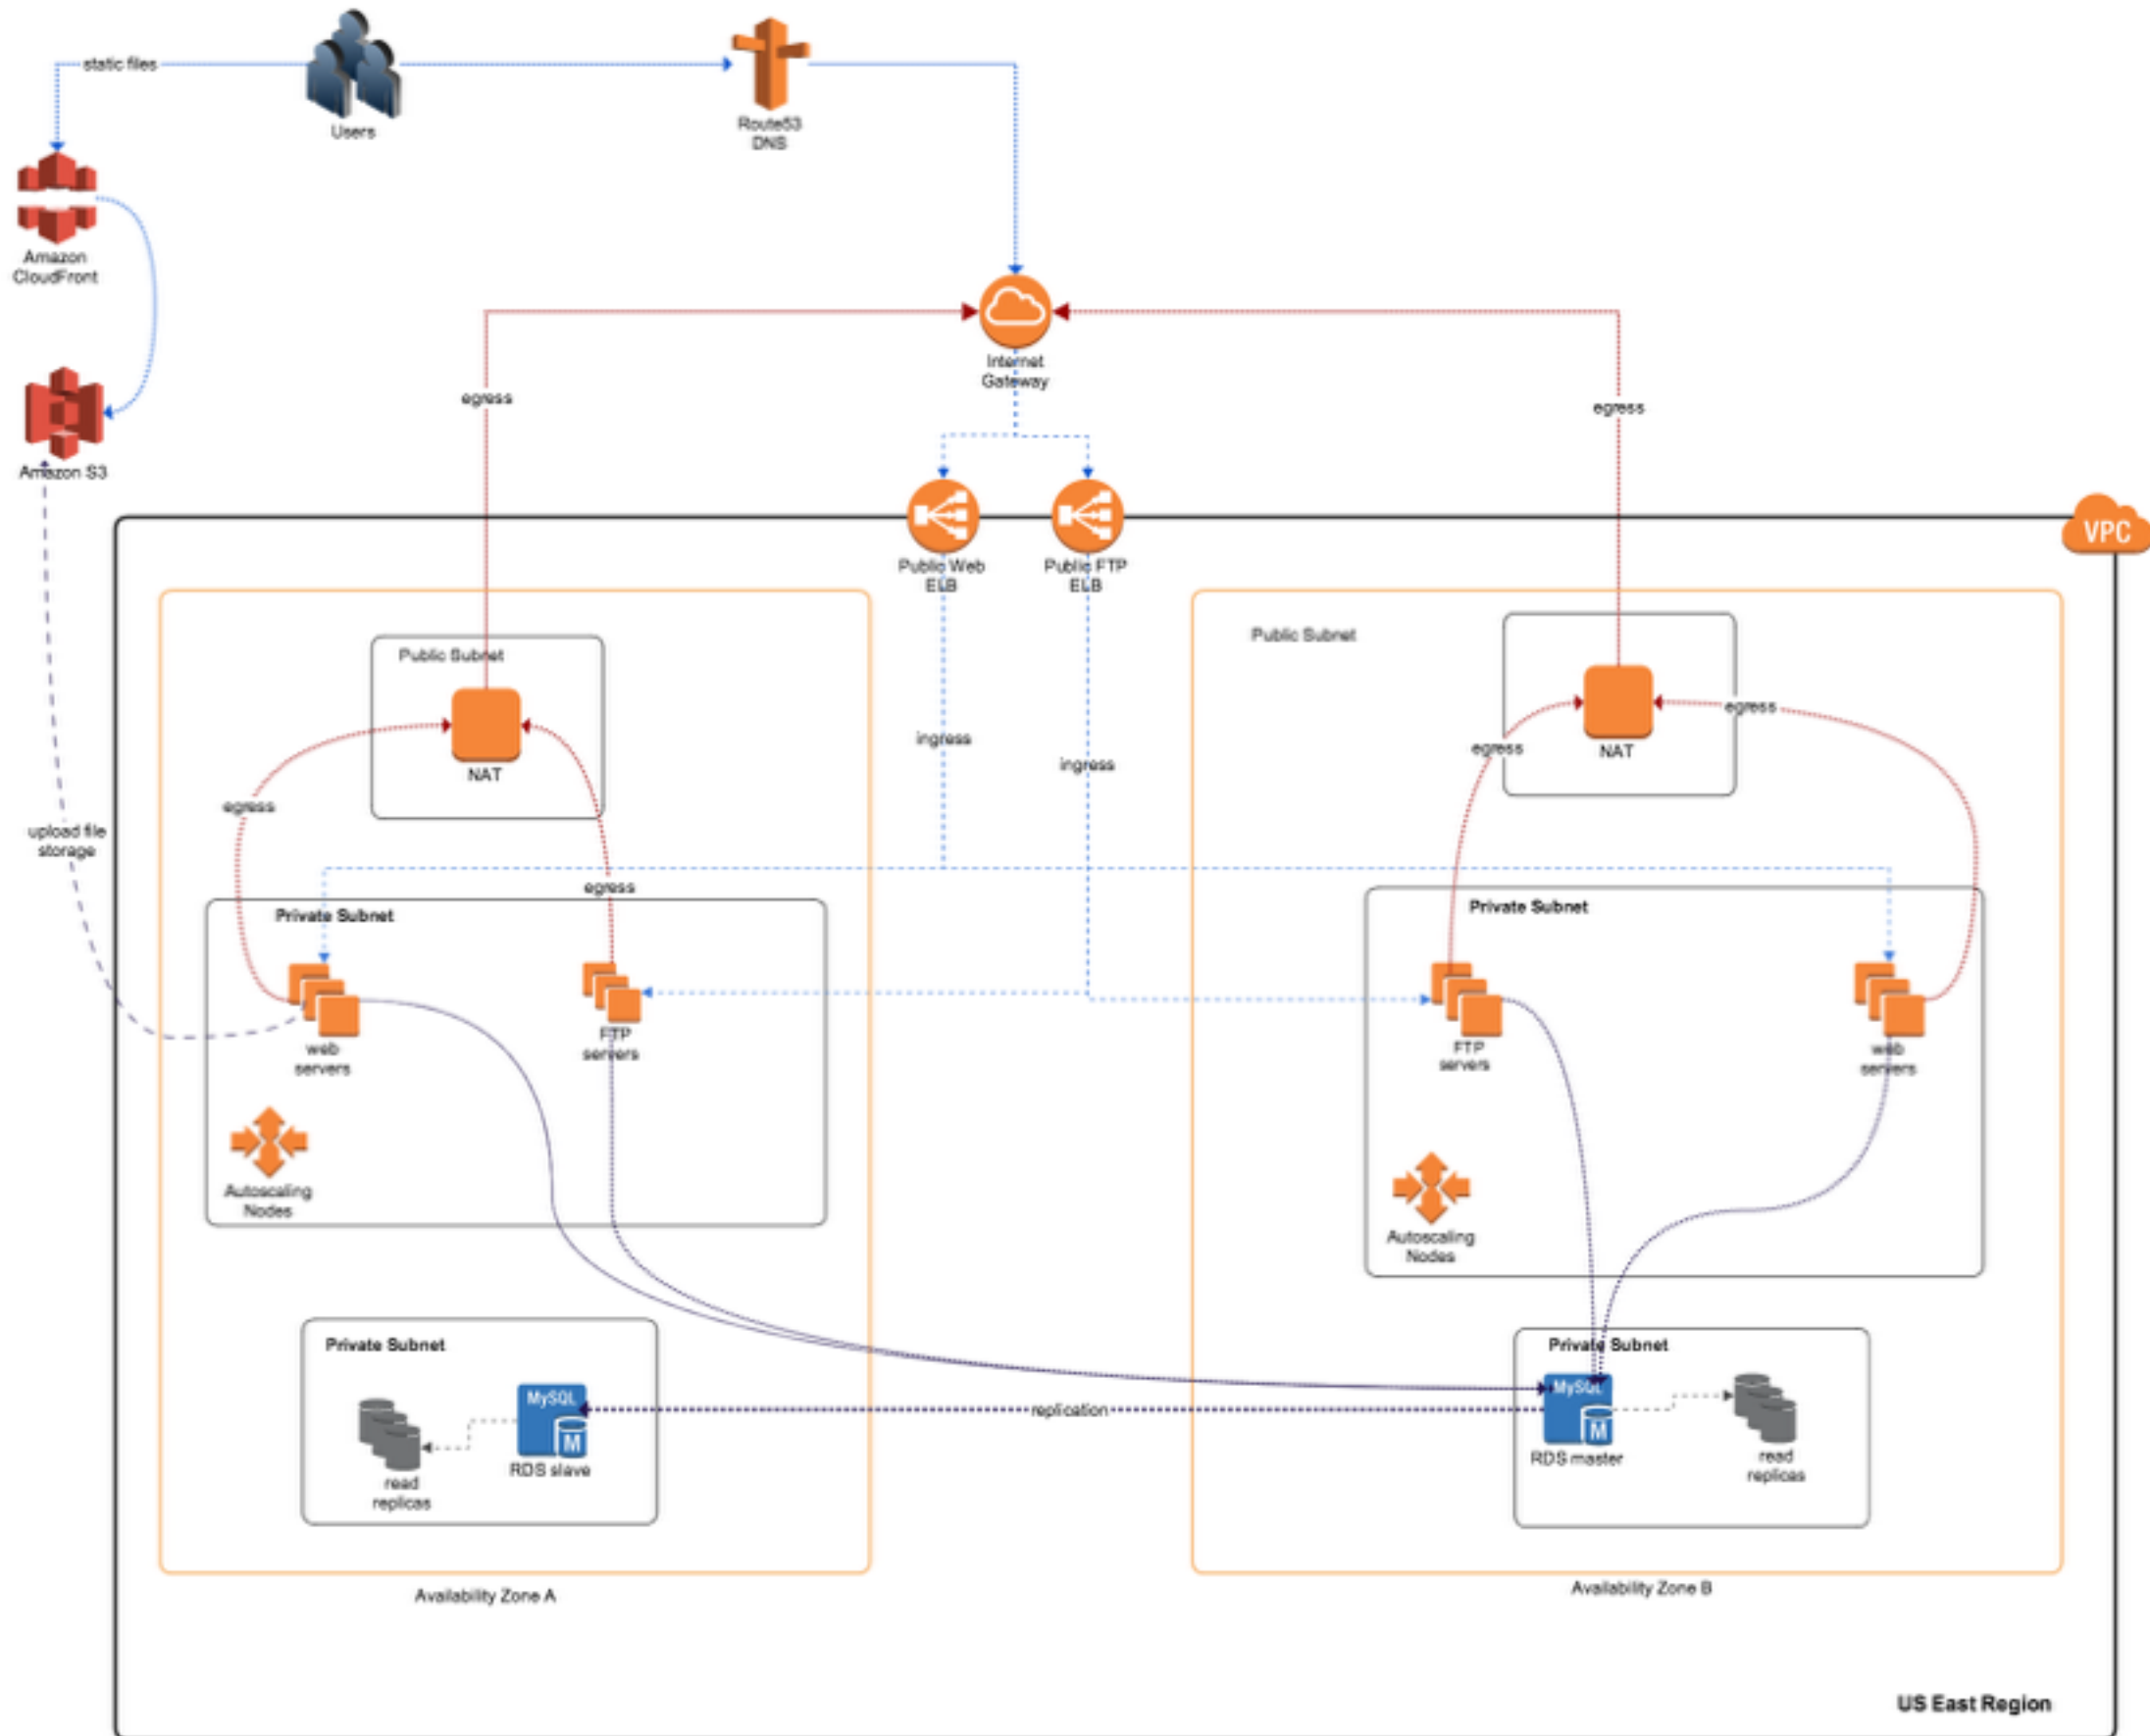 static files
Users
Route53
DNS
Amazon
CloudFront
Internet
Gateway
egress
egress
Amazon S3
VPC
Public Web
ELB
Public FTP
ELB
Public Subnet
Public Subnet
NAT
NAT
egress
egress
ingress
ingress
egress
upload file
storage
egress
Private Subnet
Private Subnet
web
servers
FTP
servers
FTP
servers
web
servers
Autoscaling
Nodes
Autoscaling
Nodes
Private Subnet
Private Subnet
MySQL
M
RDS slave
read
replicas
replication
MySQL
M
RDS master
read
replicas
Availability Zone A
Availability Zone B
US East Region